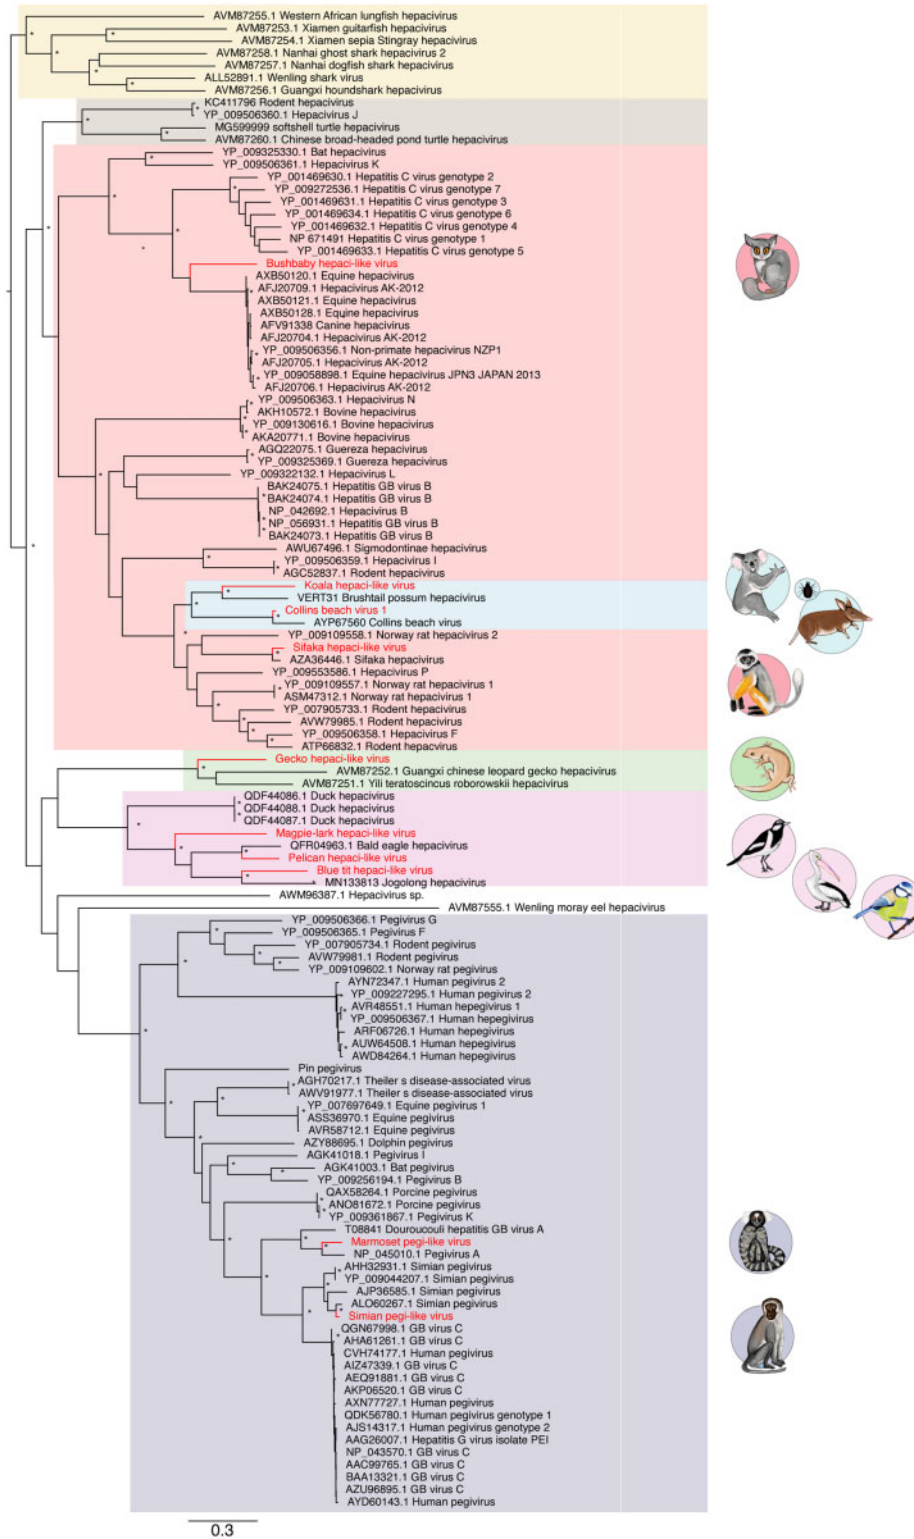 AVM87255.1 Western African lungfish hepacivirus
AVM87253.1 Xiamen guitarfish hepacivirus
AVM87254.1 Xiamen sepia Stingray hepacivirus
AVM87258.1 Nanhai ghost shark hepacivirus 2
AVM87257.1 Nanhai dogfish shark hepacivirus
ALL52891.1 Wenling shark virus
AVM87256.1 Guangxi houndshark hepacivirus
KC411796 Rodent hepacivirus
YP_009506360.1 Hepacivirus J
MG599999 softshell turtle hepacivirus
AVM87260.1 Chinese broad-headed pond turtle hepacivirus
YP_009325330.1 Bat hepacivirus
YP_009506361.1 Hepacivirus K
YP_001469630.1 Hepatitis C virus genotype 2
YP_009272536.1 Hepatitis C virus genotype 7
YP_001469631.1 Hepatitis C virus genotype 3
YP_001469634.1 Hepatitis C virus genotype 6
YP_001469632.1 Hepatitis C virus genotype 4
NP 671491 Hepatitis C virus genotype 1
YP_001469633.1 Hepatitis C virus genotype 5
Bushbaby hepaci-like virus
AXB50120.1 Equine hepacivirus
AFJ20709.1 Hepacivirus AK-2012
AXB50121.1 Equine hepacivirus
AXB50128.1 Equine hepacivirus
AFV91338 Canine hepacivirus
AFJ20704.1 Hepacivirus AK-2012
YP_009506356.1 Non-primate hepacivirus NZP1
AFJ20705.1 Hepacivirus AK-2012
YP_009058898.1 Equine hepacivirus JPN3 JAPAN 2013
AFJ20706.1 Hepacivirus AK-2012
YP_009506363.1 Hepacivirus N
AKH10572.1 Bovine hepacivirus
YP_009130616.1 Bovine hepacivirus
AKA20771.1 Bovine hepacivirus
AGQ22075.1 Guereza hepacivirus
YP_009325369.1 Guereza hepacivirus
YP_009322132.1 Hepacivirus L
BAK24075.1 Hepatitis GB virus B
BAK24074.1 Hepatitis GB virus B
NP_042692.1 Hepacivirus B
NP_056931.1 Hepatitis GB virus B
BAK24073.1 Hepatitis GB virus B
AWU67496.1 Sigmodontinae hepacivirus
YP_009506359.1 Hepacivirus I
AGC52837.1 Rodent hepacivirus
Koala hepaci-like virus
VERT31 Brushtail possum hepacivirus
Collins beach virus 1
AYP67560 Collins beach virus
YP_009109558.1 Norway rat hepacivirus 2
Sifaka hepaci-like virus
AZA36446.1 Sifaka hepacivirus
YP_009553586.1 Hepacivirus P
YP_009109557.1 Norway rat hepacivirus 1
ASM47312.1 Norway rat hepacivirus 1
YP_007905733.1 Rodent hepacivirus
AVW79985.1 Rodent hepacivirus
YP_009506358.1 Hepacivirus F
ATP66832.1 Rodent hepacvirus
Gecko hepaci-like virus
AVM87252.1 Guangxi chinese leopard gecko hepacivirus
AVM87251.1 Yili teratoscincus roborowskii hepacivirus
QDF44086.1 Duck hepacivirus
QDF44088.1 Duck hepacivirus
QDF44087.1 Duck hepacivirus
Magpie-lark hepaci-like virus
QFR04963.1 Bald eagle hepacivirus
Pelican hepaci-like virus
Blue tit hepaci-like virus
MN133813 Jogolong hepacivirus
AWM96387.1 Hepacivirus sp.
AVM87555.1 Wenling moray eel hepacivirus
YP_009506366.1 Pegivirus G
YP_009506365.1 Pegivirus F
YP_007905734.1 Rodent pegivirus
AVW79981.1 Rodent pegivirus
YP_009109602.1 Norway rat pegivirus
AYN72347.1 Human pegivirus 2
YP_009227295.1 Human pegivirus 2
AVR48551.1 Human hepegivirus 1
YP_009506367.1 Human hepegivirus
ARF06726.1 Human hepegivirus
AUW64508.1 Human hepegivirus
AWD84264.1 Human hepegivirus
Pin pegivirus
AGH70217.1 Theiler s disease-associated virus
AWV91977.1 Theiler s disease-associated virus
YP_007697649.1 Equine pegivirus 1
ASS36970.1 Equine pegivirus
AVR58712.1 Equine pegivirus
AZY88695.1 Dolphin pegivirus
AGK41018.1 Pegivirus I
AGK41003.1 Bat pegivirus
YP_009256194.1 Pegivirus B
QAX58264.1 Porcine pegivirus
ANO81672.1 Porcine pegivirus
YP_009361867.1 Pegivirus K
T08841 Douroucouli hepatitis GB virus A
Marmoset pegi-like virus
NP_045010.1 Pegivirus A
AHH32931.1 Simian pegivirus
YP_009044207.1 Simian pegivirus
AJP36585.1 Simian pegivirus
ALO60267.1 Simian pegivirus
Simian pegi-like virus
QGN67998.1 GB virus C
AHA61261.1 GB virus C
CVH74177.1 Human pegivirus
AIZ47339.1 GB virus C
AEQ91881.1 GB virus C
AKP06520.1 GB virus C
AXN77727.1 Human pegivirus
QDK56780.1 Human pegivirus genotype 1
AJS14317.1 Human pegivirus genotype 2
AAG26007.1 Hepatitis G virus isolate PEI
NP_043570.1 GB virus C
AAC99765.1 GB virus C
BAA13321.1 GB virus C
AZU96895.1 GB virus C
AYD60143.1 Human pegivirus
0.3